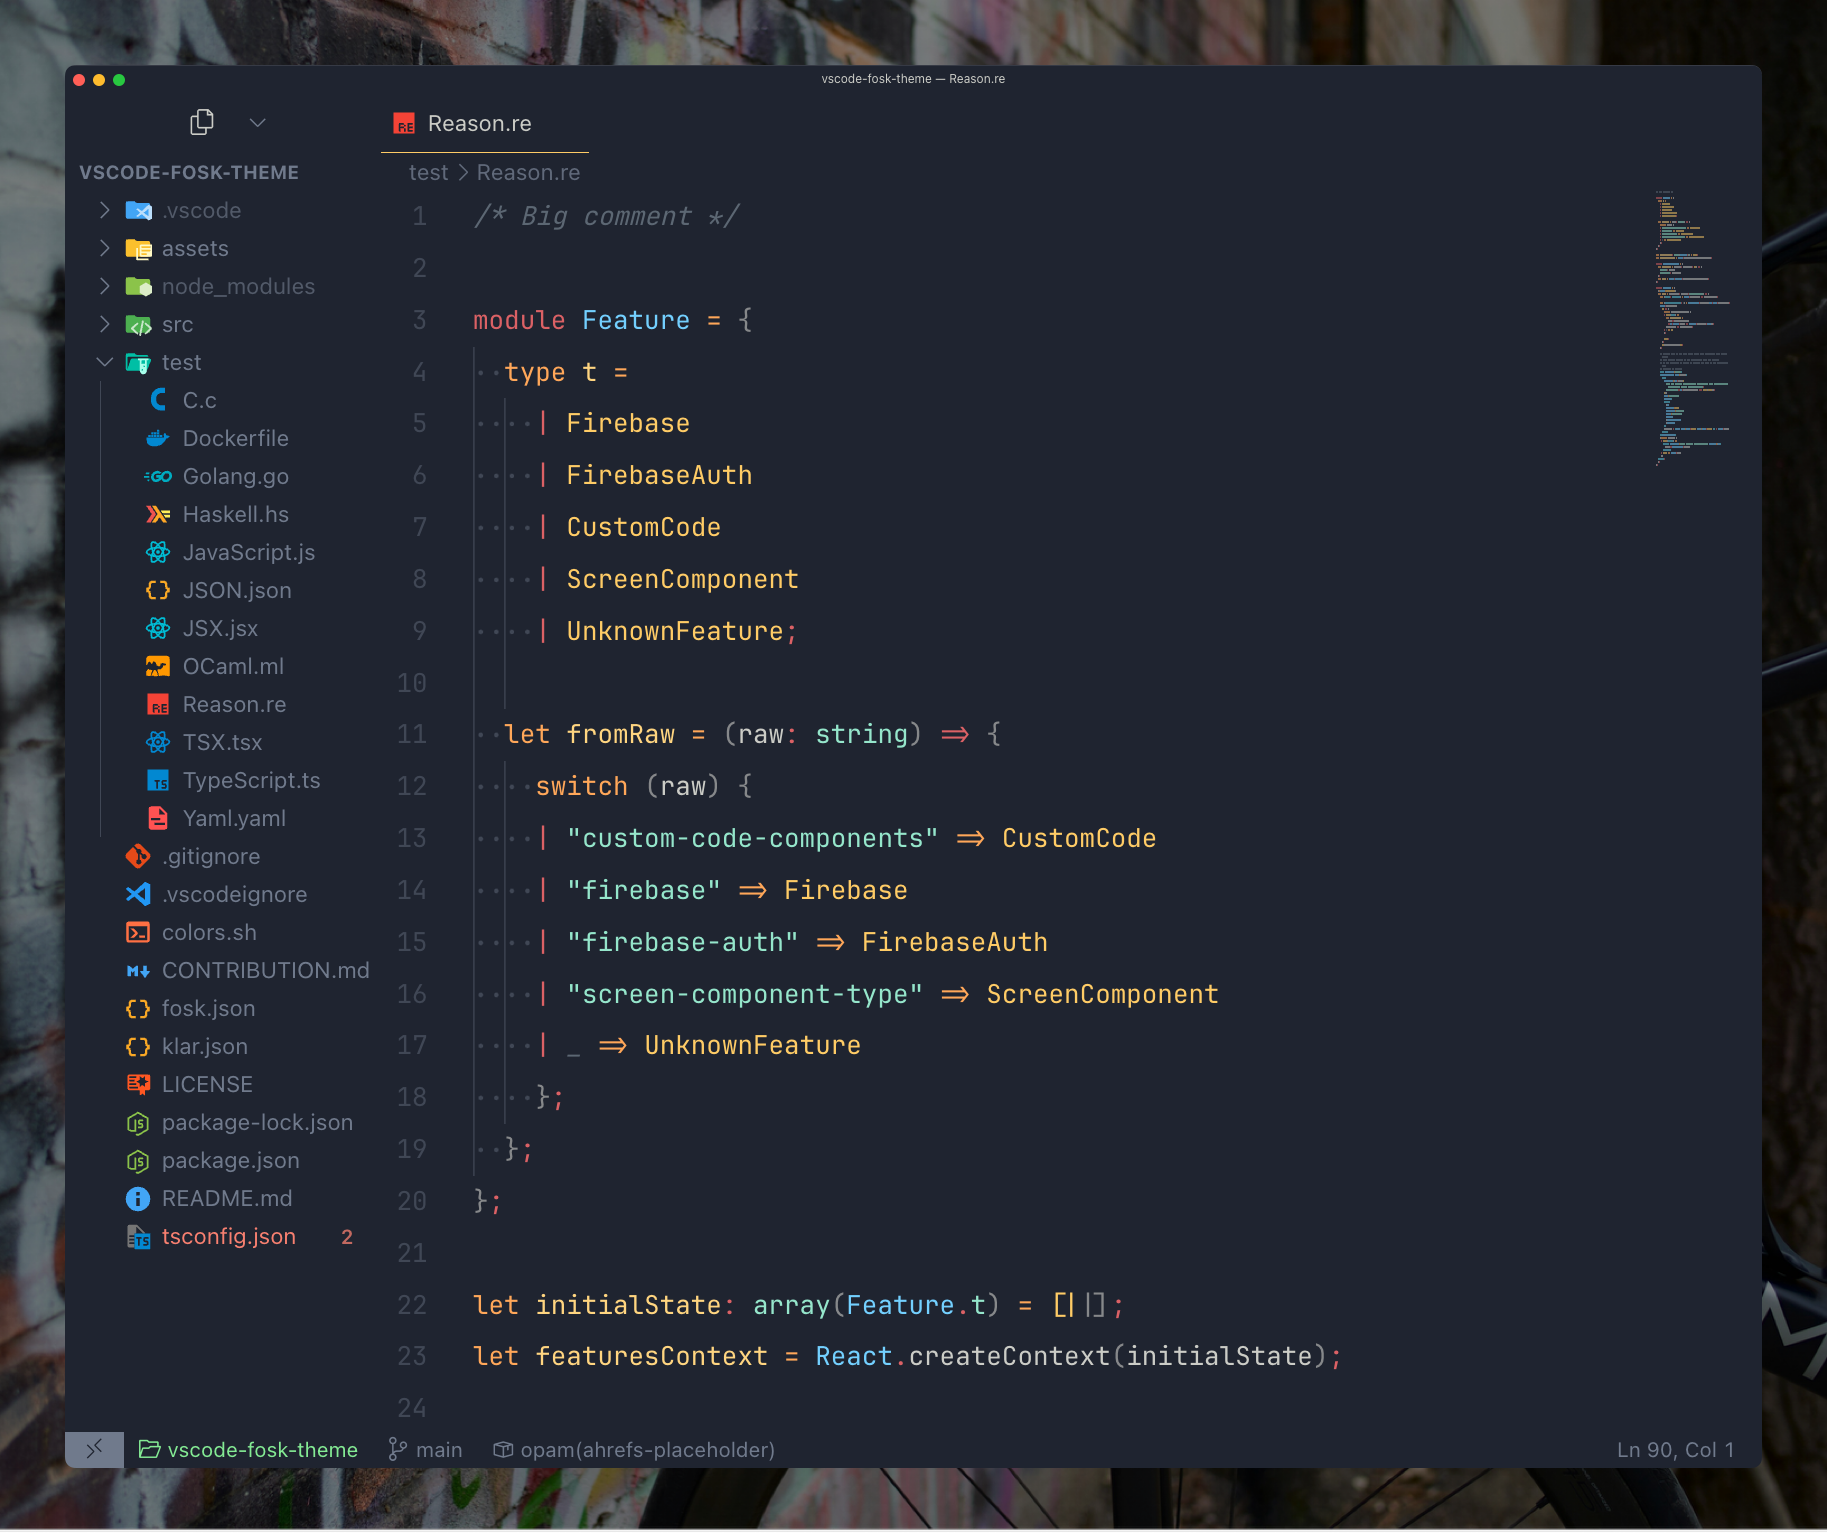 vscode-fosk-theme — Reason.re
Reason.re
VSCODE-FOSK-THEME
.vscode
assets
node_modules
src
test
C.c
Dockerfile
Golang.go
Haskell.hs
JavaScript.js
JSON.json
JSX.jsx
OCaml.ml
Reason.re
TSX.tsx
TypeScript.ts
Yaml.yaml
.gitignore
.vscodeignore
colors.sh
CONTRIBUTION.md
fosk.json
klar.json
LICENSE
package-lock.json
package.json
README.md
tsconfig.json 2
test > Reason.re
1 /* Big comment */
2
3 module Feature = {
4 type t =
5 | Firebase
6 | FirebaseAuth
7 | CustomCode
8 | ScreenComponent
9 | UnknownFeature;
10
11 let fromRaw = (raw: string) => {
12 switch (raw) {
13 | "custom-code-components" => CustomCode
14 | "firebase" => Firebase
15 | "firebase-auth" => FirebaseAuth
16 | "screen-component-type" => ScreenComponent
17 | _ => UnknownFeature
18 };
19 };
20 };
21
22 let initialState: array(Feature.t) = [||];
23 let featuresContext = React.createContext(initialState);
24
vscode-fosk-theme main opam(ahrefs-placeholder) Ln 90, Col 1